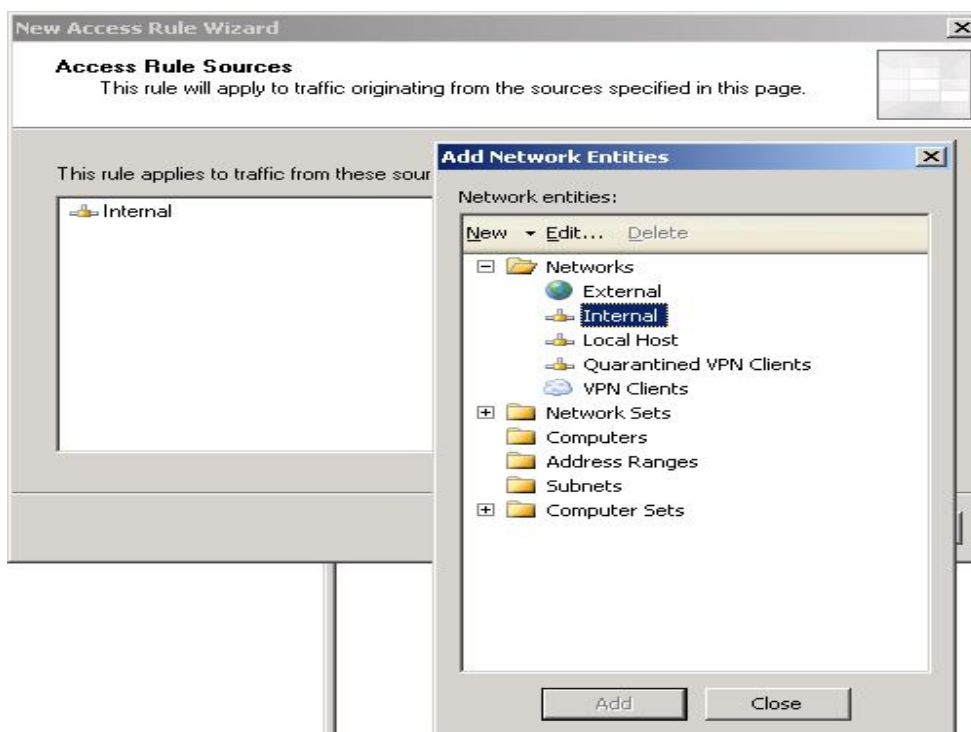 New Access Rule Wizard
Access Rule Sources
This rule will apply to traffic originating from the sources specified in this page.
This rule applies to traffic from these sour
Internal
Add Network Entities
Network entities:
New Edit... Delete
Networks
External
Internal
Local Host
Quarantined VPN Clients
VPN Clients
Network Sets
Computers
Address Ranges
Subnets
Computer Sets
Add Close